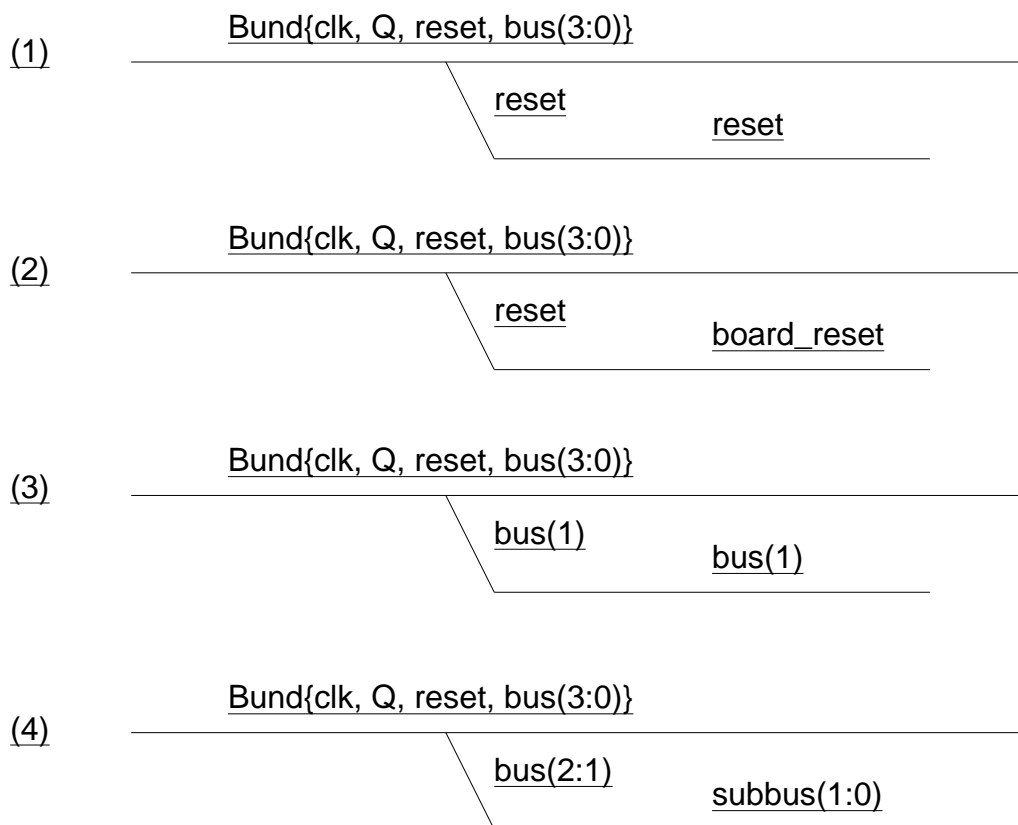 Bund{clk, Q, reset, bus(3:0)}
(1)
reset
reset
Bund{clk, Q, reset, bus(3:0)}
(2)
reset
board_reset
Bund{clk, Q, reset, bus(3:0)}
(3)
bus(1)
bus(1)
Bund{clk, Q, reset, bus(3:0)}
(4)
bus(2:1)
subbus(1:0)